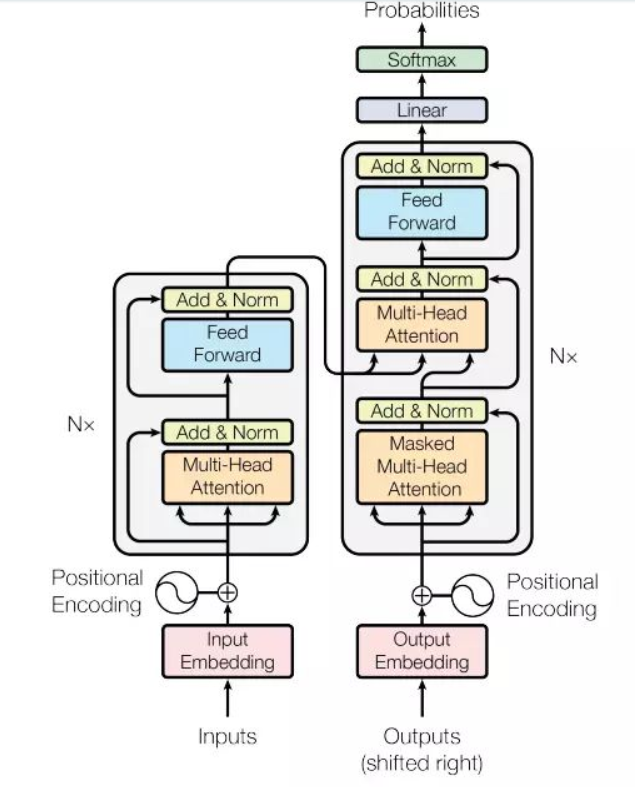 Probabilities
Softmax
Linear
Add & Norm
Feed
Forward
Add & Norm
Multi-Head
Attention
Add & Norm
Masked
Multi-Head
Attention
N×
Add & Norm
Feed
Forward
Add & Norm
Multi-Head
Attention
N×
Positional
Encoding
Positional
Encoding
Input
Embedding
Output
Embedding
Inputs
Outputs
(shifted right)